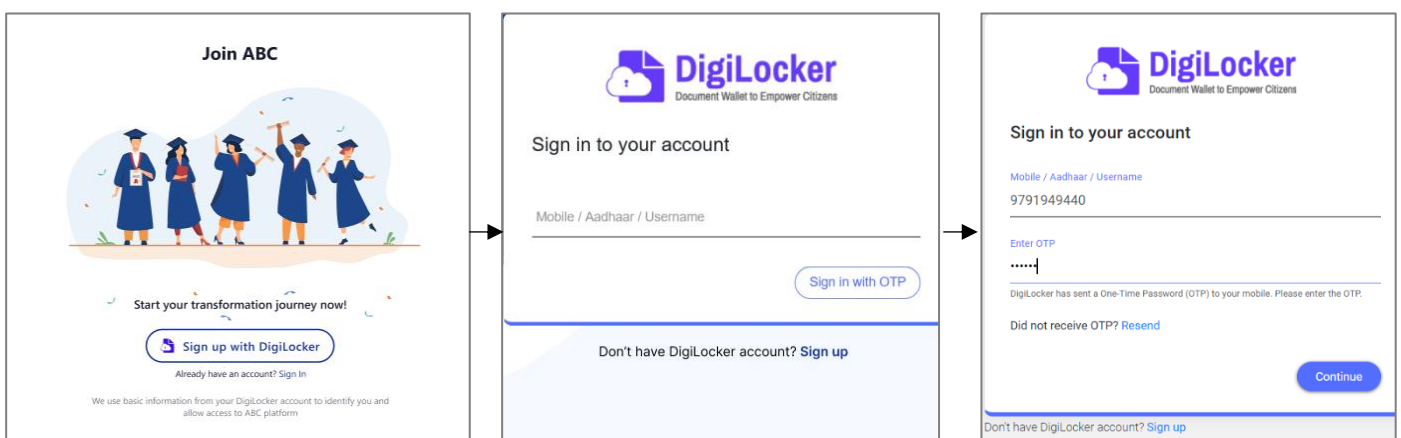 Join ABC
Start your transformation journey now!
Sign up with DigiLocker
Already have an account? Sign In
We use basic information from your DigiLocker account to identify you and
allow access to ABC platform
DigiLocker
Document Wallet to Empower Citizens
Sign in to your account
Mobile / Aadhaar / Username
Sign in with OTP
Don't have DigiLocker account? Sign up
DigiLocker
Document Wallet to Empower Citizens
Sign in to your account
Mobile / Aadhaar / Username
9791949440
Enter OTP
••••••
DigiLocker has sent a One-Time Password (OTP) to your mobile. Please enter the OTP.
Did not receive OTP? Resend
Continue
Don't have DigiLocker account? Sign up